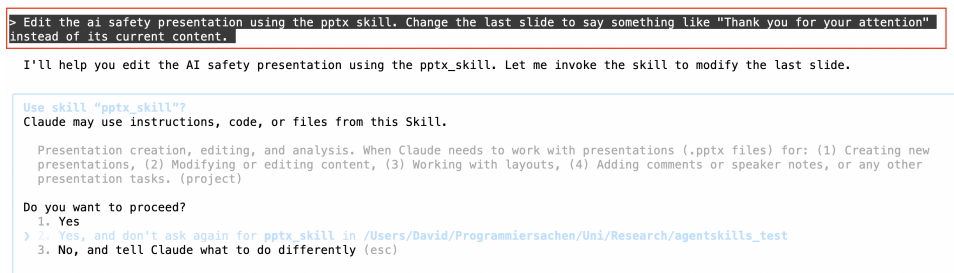 > Edit the ai safety presentation using the pptx skill. Change the last slide to say something like "Thank you for your attention"
instead of its current content.
I'll help you edit the AI safety presentation using the pptx_skill. Let me invoke the skill to modify the last slide.
Use skill “pptx_skill”?
Claude may use instructions, code, or files from this Skill.
Presentation creation, editing, and analysis. When Claude needs to work with presentations (.pptx files) for: (1) Creating new
presentations, (2) Modifying or editing content, (3) Working with layouts, (4) Adding comments or speaker notes, or any other
presentation tasks. (project)
Do you want to proceed?
1. Yes
❯ 2. Yes, and don't ask again for pptx_skill in /Users/David/Programmiersachen/Uni/Research/agentskills_test
3. No, and tell Claude what to do differently (esc)